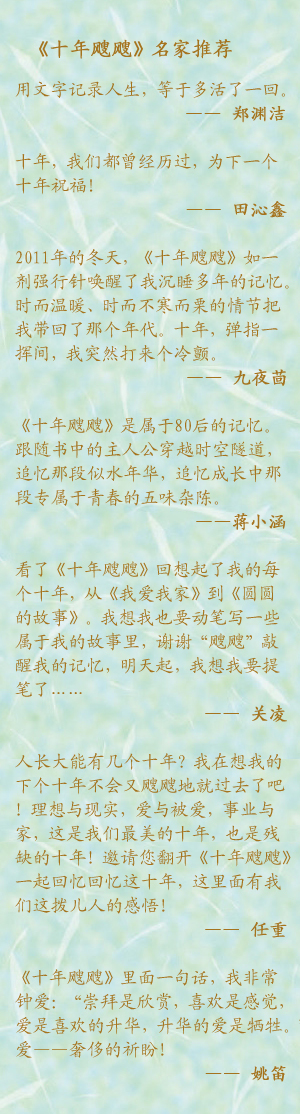 《十年飕飕》名家推荐
用文字记录人生，等于多活了一回。
—— 郑渊洁
十年，我们都曾经历过，为下一个
十年祝福！
—— 田沁鑫
2011年的冬天，《十年飕飕》如一
剂强行针唤醒了我沉睡多年的记忆。
时而温暖、时而不寒而栗的情节把
我带回了那个年代。十年，弹指一
挥间，我突然打来个冷颤。
—— 九夜茴
《十年飕飕》是属于80后的记忆。
跟随书中的主人公穿越时空隧道，
追忆那段似水年华，追忆成长中那
段专属于青春的五味杂陈。
——蒋小涵
看了《十年飕飕》回想起了我的每
个十年，从《我爱我家》到《圆圆
的故事》。我想我也要动笔写一些
属于我的故事里，谢谢“飕飕”敲
醒我的记忆，明天起，我想我要提
笔了……
—— 关凌
人长大能有几个十年？我在想我的
下个十年不会又飕飕地就过去了吧
！理想与现实，爱与被爱，事业与
家，这是我们最美的十年，也是残
缺的十年！邀请您翻开《十年飕飕》
一起回忆回忆这十年，这里面有我
们这拨儿人的感悟！
—— 任重
《十年飕飕》里面一句话，我非常
钟爱：“崇拜是欣赏，喜欢是感觉，
爱是喜欢的升华，升华的爱是牺牲。
爱——奢侈的祈盼！
—— 姚笛